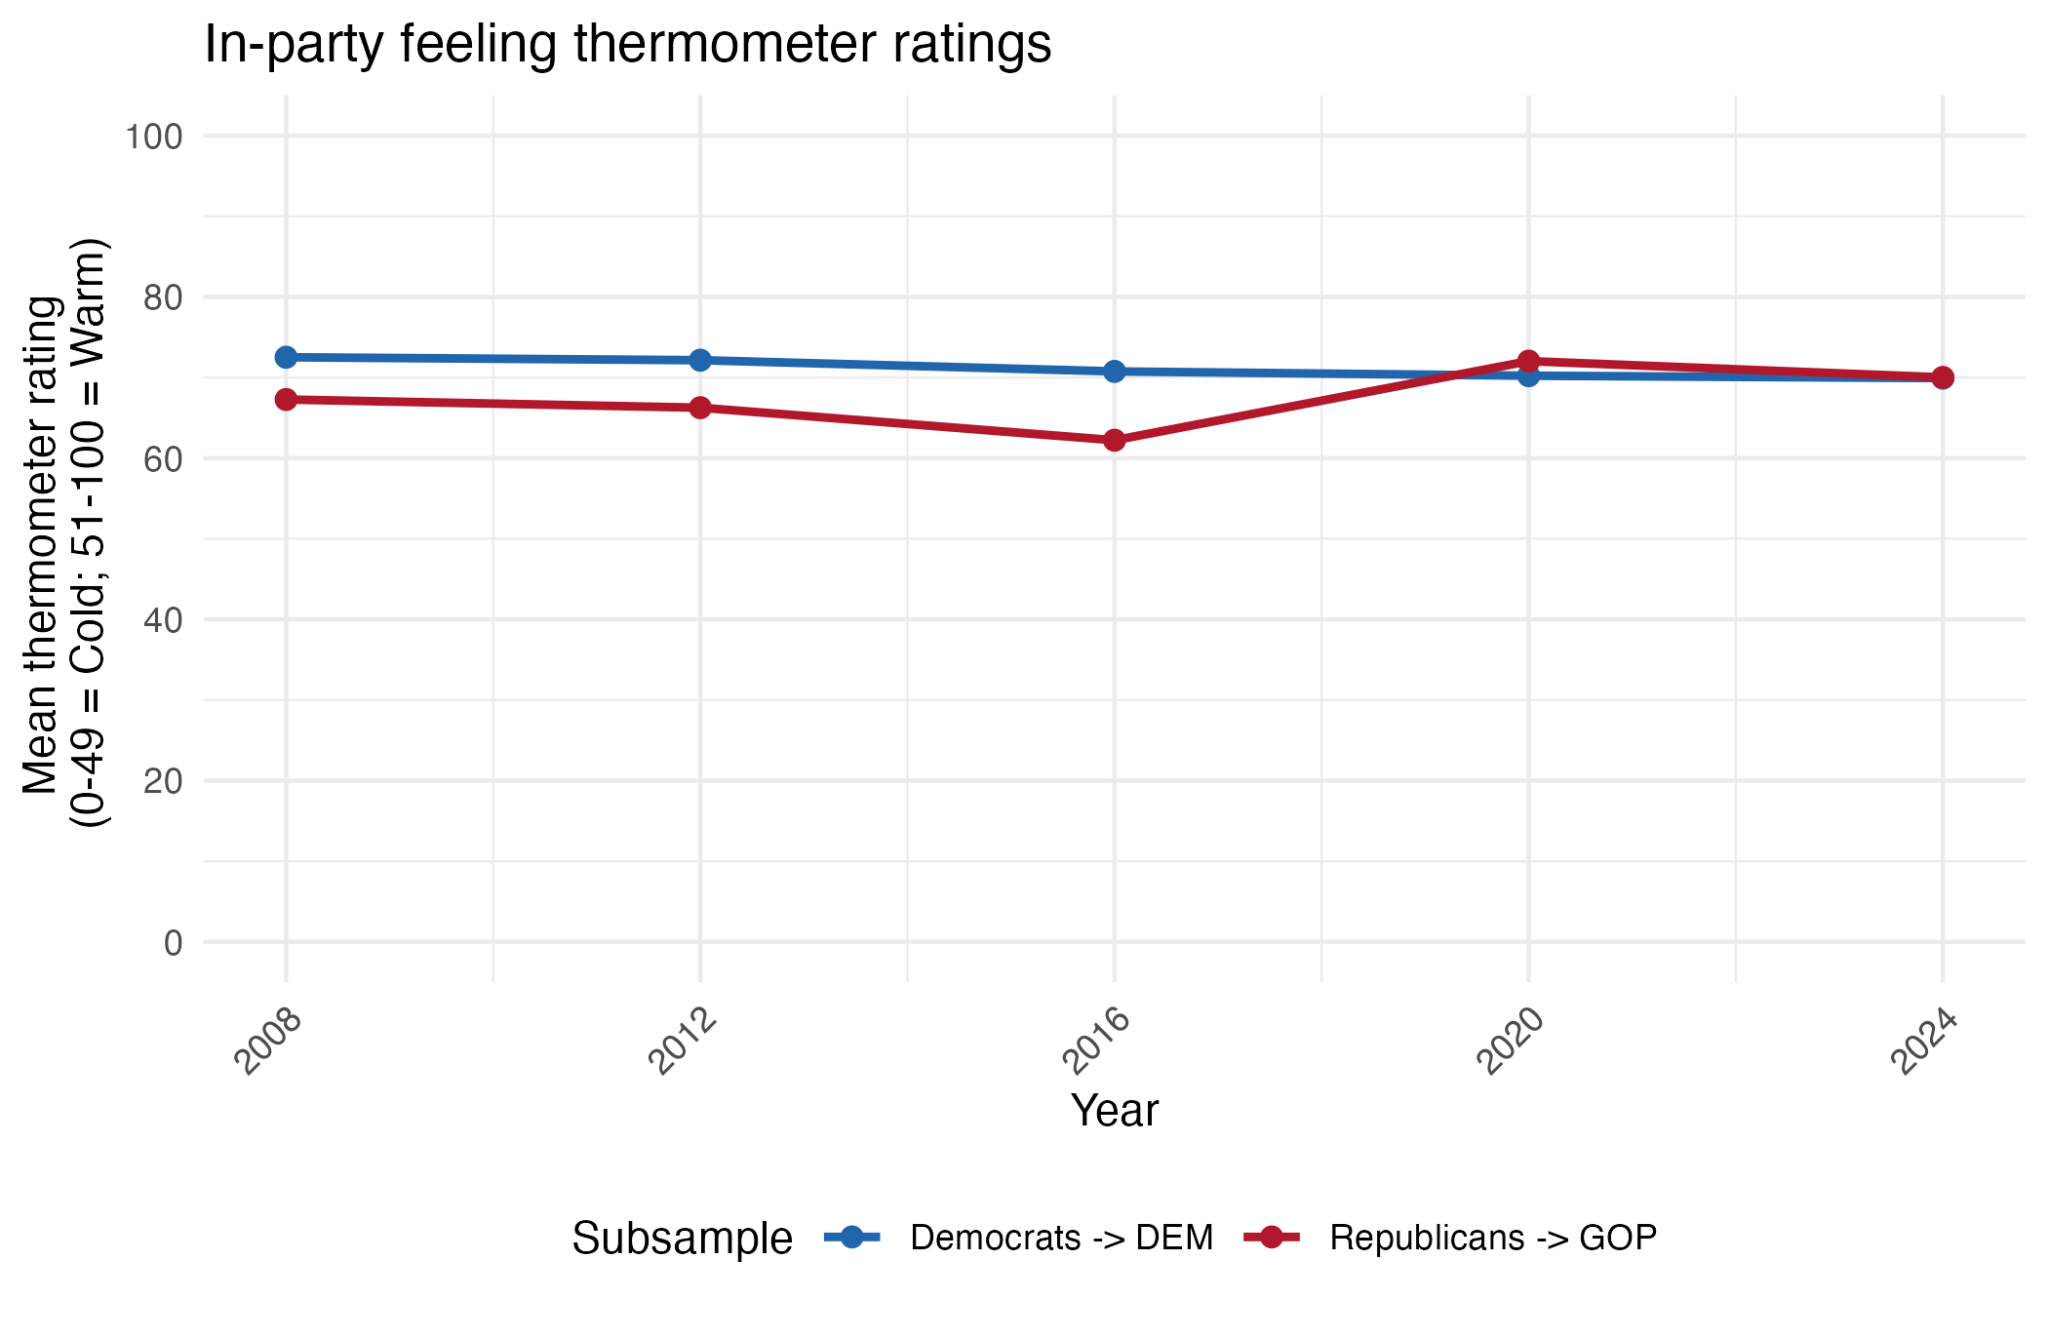 In-party feeling thermometer ratings
Mean thermometer rating
(0-49 = Cold; 51-100 = Warm)
100
80
60
40
20
0
2008
2012
2016
2020
2024
Year
Subsample
Democrats -> DEM
Republicans -> GOP